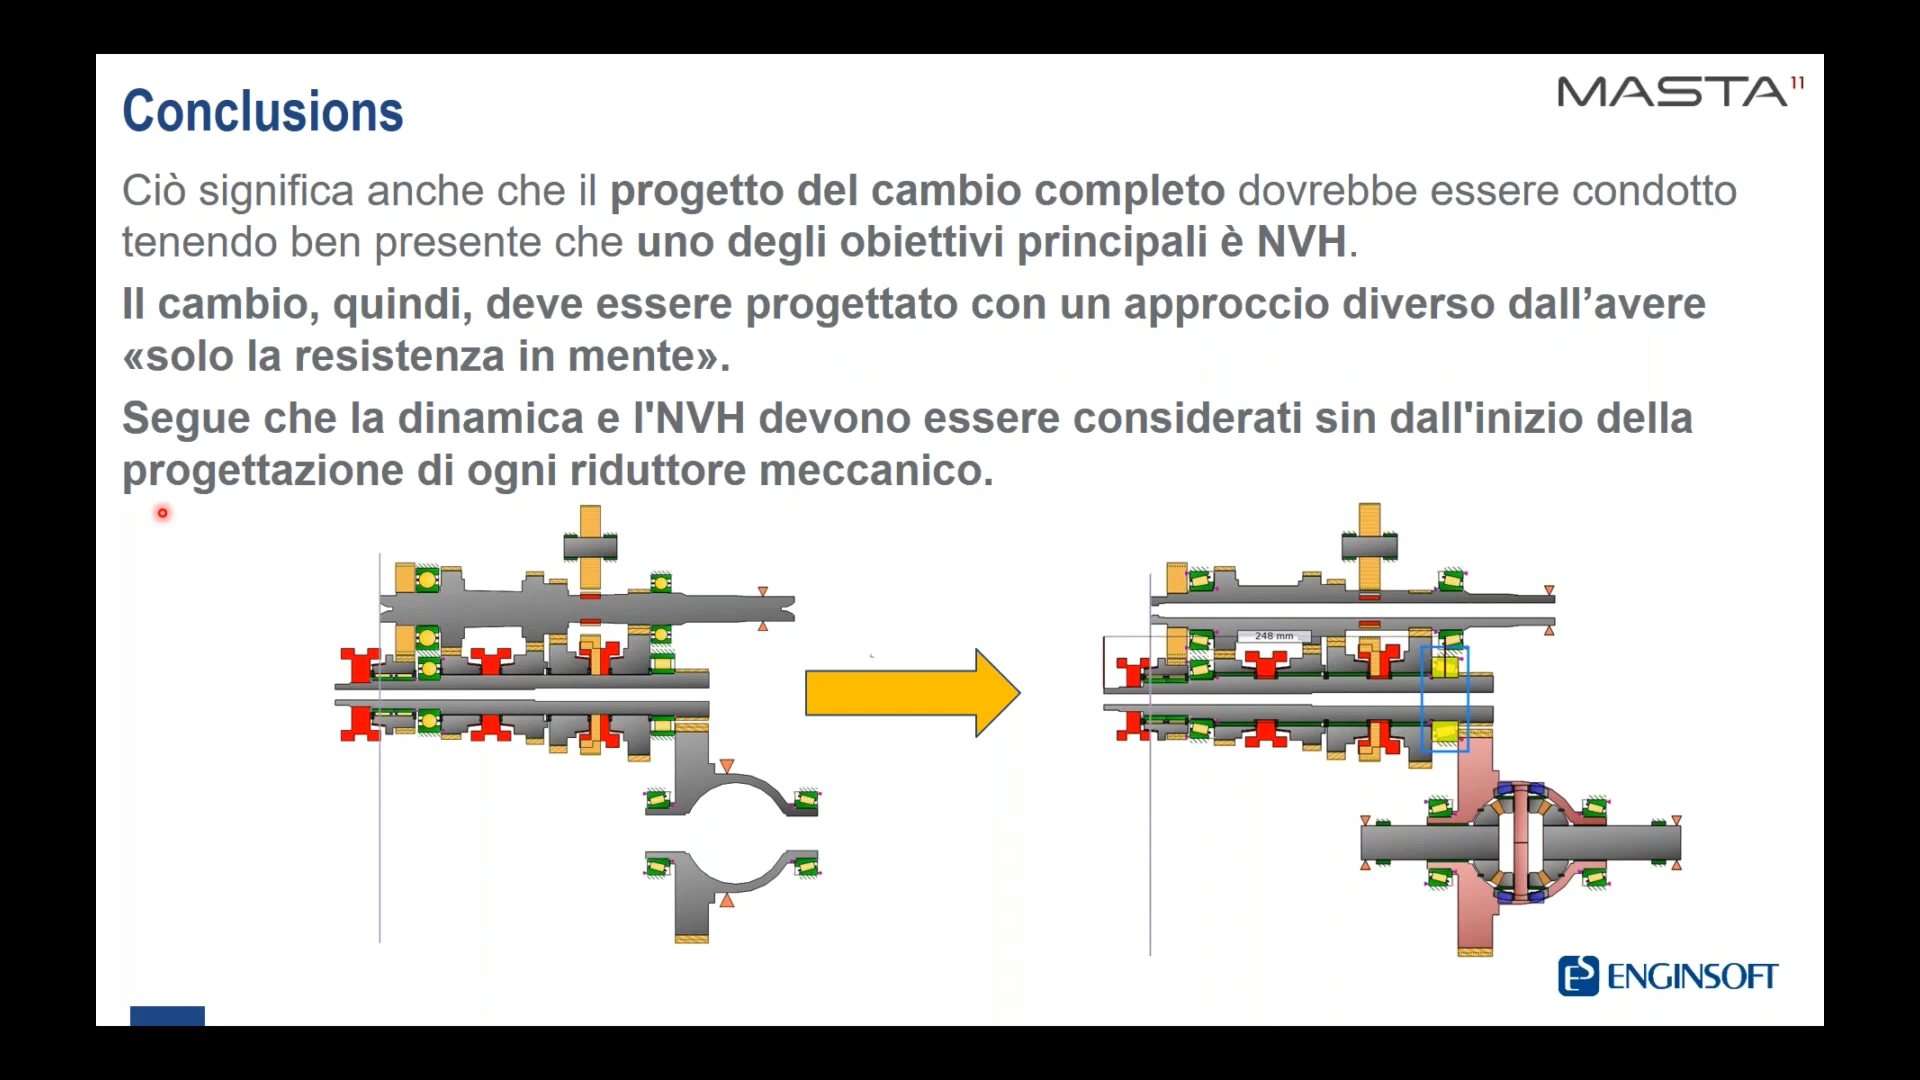 Conclusions
MASTA 11
Ciò significa anche che il progetto del cambio completo dovrebbe essere condotto
tenendo ben presente che uno degli obiettivi principali è NVH.
Il cambio, quindi, deve essere progettato con un approccio diverso dall’avere
«solo la resistenza in mente».
Segue che la dinamica e l'NVH devono essere considerati sin dall'inizio della
progettazione di ogni riduttore meccanico.
248 mm
ES ENGINSOFT